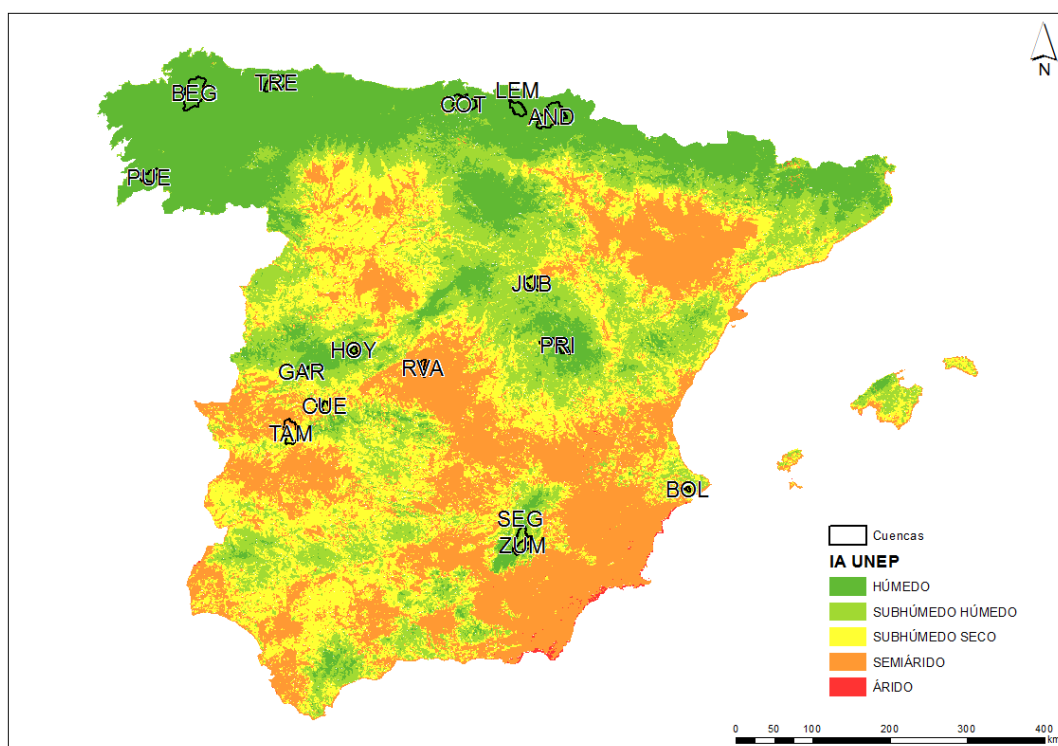 N
BEG
TRE
COT
LEM
AND
PUE
JUB
PRI
HOY
GAR
RVA
CUE
TAM
BOL
SEG
ZUM
Cuencas
IA UNEP
HÚMEDO
SUBHÚMEDO HÚMEDO
SUBHÚMEDO SECO
SEMIÁRIDO
ÁRIDO
0 50 100 200 300 400
km